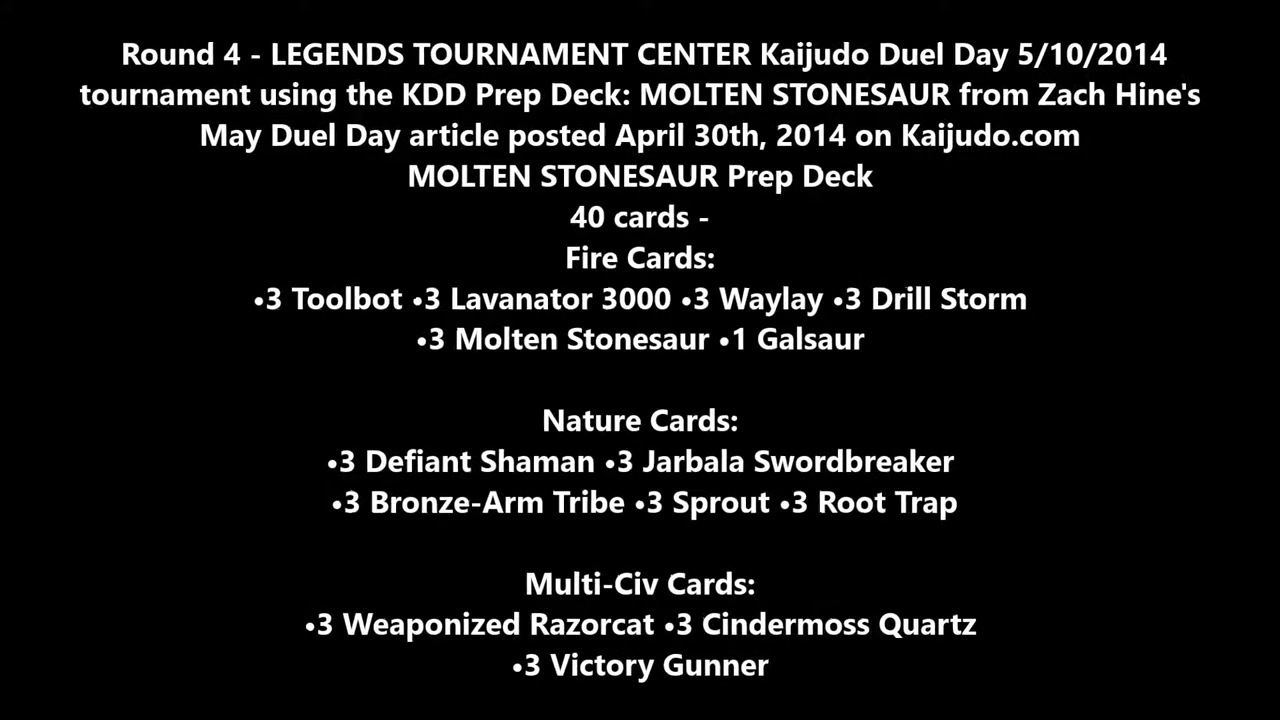 Round 4 - LEGENDS TOURNAMENT CENTER Kaijudo Duel Day 5/10/2014
tournament using the KDD Prep Deck: MOLTEN STONESAUR from Zach Hine's
May Duel Day article posted April 30th, 2014 on Kaijudo.com
MOLTEN STONESAUR Prep Deck
40 cards -
Fire Cards:
•3 Toolbot •3 Lavanator 3000 •3 Waylay •3 Drill Storm
•3 Molten Stonesaur •1 Galsaur
Nature Cards:
•3 Defiant Shaman •3 Jarbala Swordbreaker
•3 Bronze-Arm Tribe •3 Sprout •3 Root Trap
Multi-Civ Cards:
•3 Weaponized Razorcat •3 Cindermoss Quartz
•3 Victory Gunner